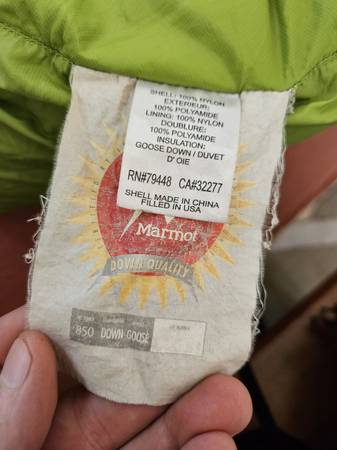 SHELL: 100% NYLON
EXTERIEUR:
100% POLYAMIDE
LINING: 100% NYLON
DOUBLURE:
100% POLYAMIDE
INSULATION:
GOOSE DOWN / DUVET
D' OIE
RN#79448 CA#32277
SHELL MADE IN CHINA
FILLED IN USA
Marmot
DOWN QUALITY
850 DOWN GOOSE